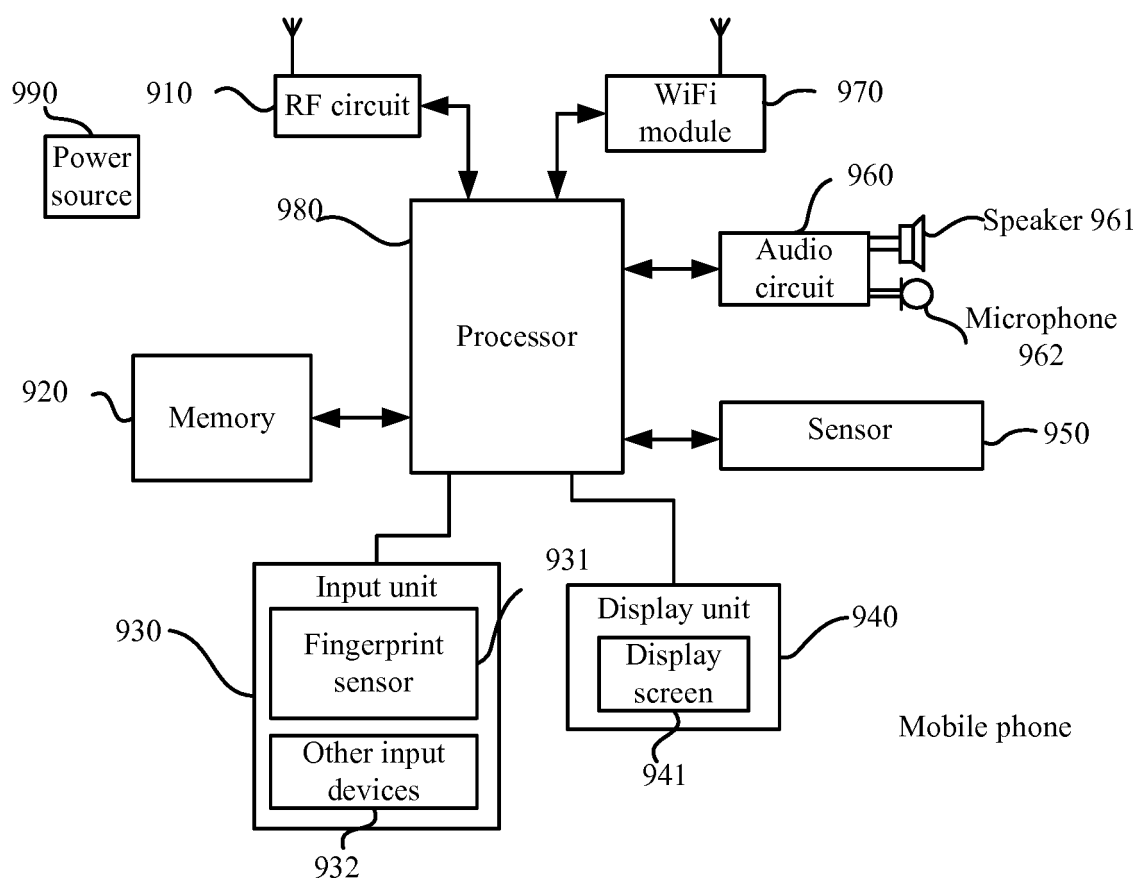 990
Power
source
910
RF circuit
WiFi
module
970
980
Processor
960
Audio
circuit
Speaker 961
Microphone
962
920
Memory
Sensor
950
930
Input unit
931
Fingerprint
sensor
Other input
devices
932
Display unit
940
Display
screen
941
Mobile phone